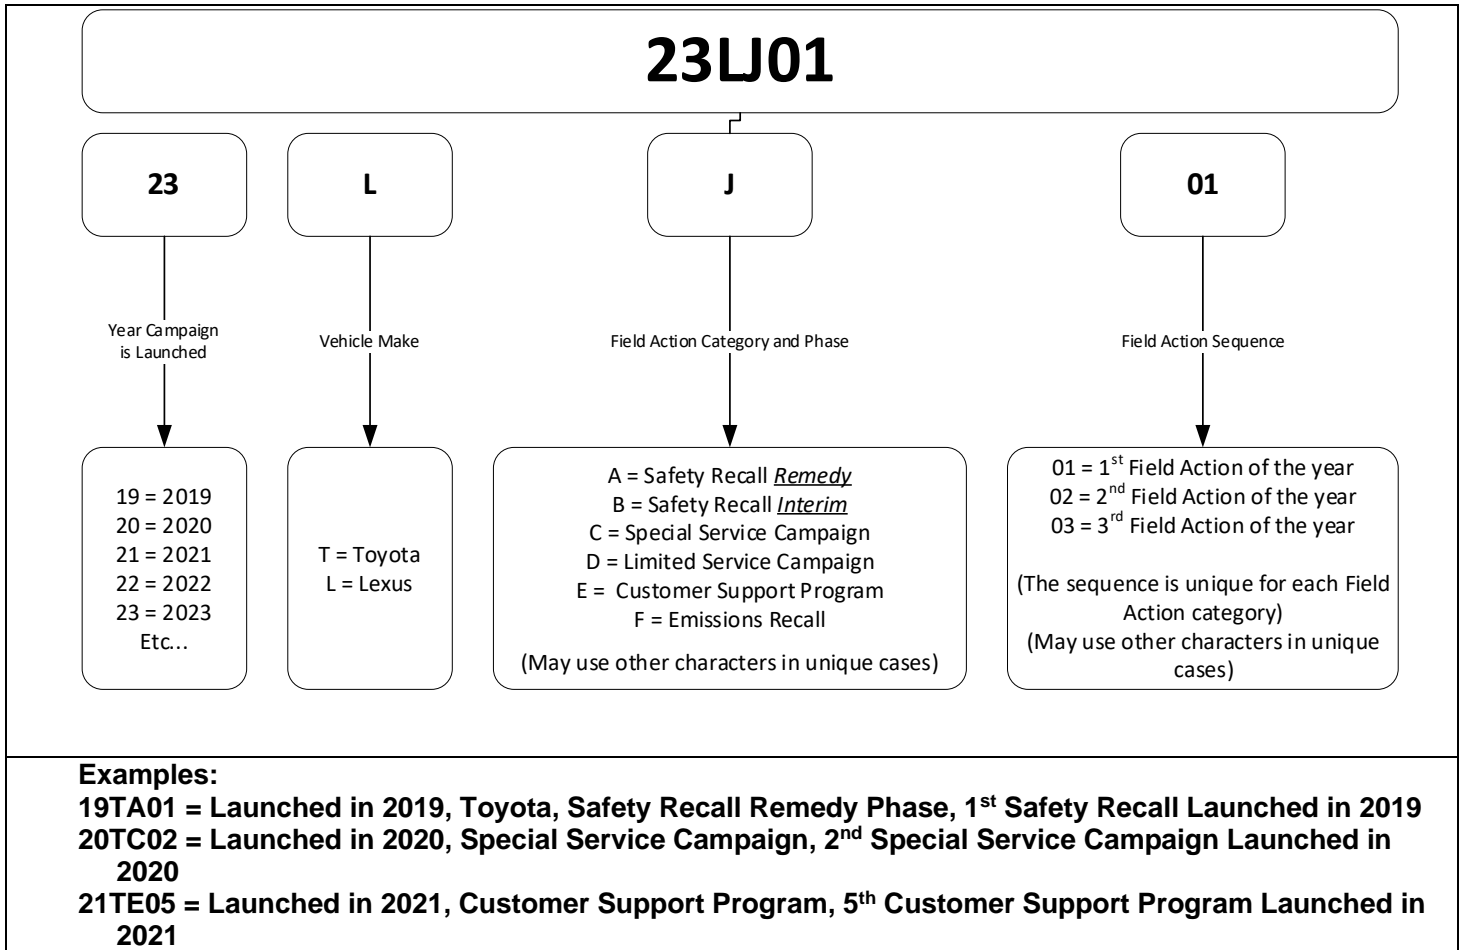 23LJ01
23
L
J
01
Year Campaign
is Launched
Vehicle Make
Field Action Category and Phase
Field Action Sequence
19 = 2019
20 = 2020
21 = 2021
22 = 2022
23 = 2023
Etc...
T = Toyota
L = Lexus
A = Safety Recall Remedy
B = Safety Recall Interim
C = Special Service Campaign
D = Limited Service Campaign
E = Customer Support Program
F = Emissions Recall
(May use other characters in unique cases)
01 = 1st Field Action of the year
02 = 2nd Field Action of the year
03 = 3rd Field Action of the year
(The sequence is unique for each Field
Action category)
(May use other characters in unique
cases)
Examples:
19TA01 = Launched in 2019, Toyota, Safety Recall Remedy Phase, 1st Safety Recall Launched in 2019
20TC02 = Launched in 2020, Special Service Campaign, 2nd Special Service Campaign Launched in
2020
21TE05 = Launched in 2021, Customer Support Program, 5th Customer Support Program Launched in
2021